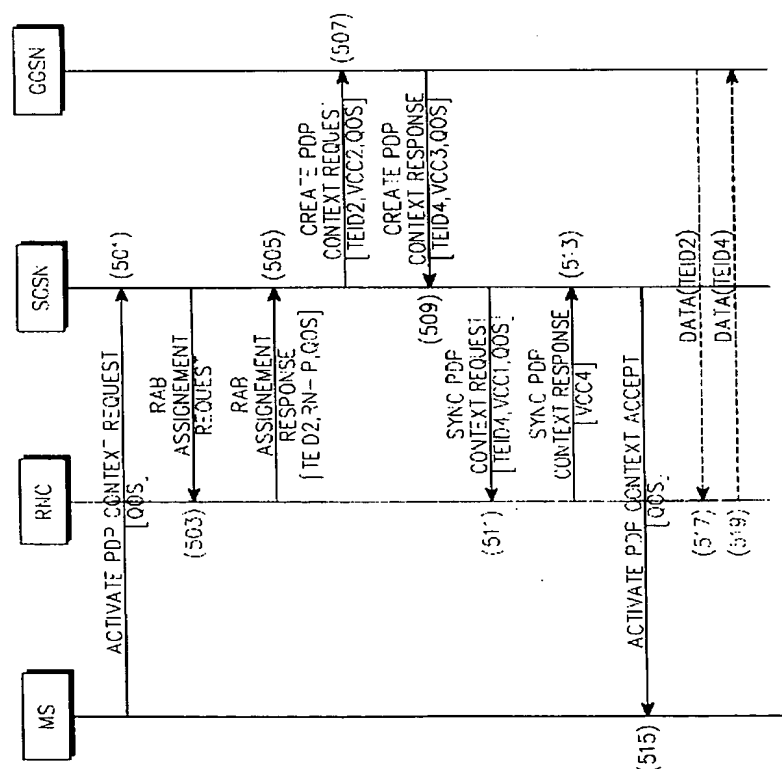 MS
RNC
SGSN
GGSN
ACTIVATE PDP CONTEXT REQUEST
[QOS]
(501)
RAB
ASSIGNEMENT
REQUEST
(503)
RAB
ASSIGNEMENT
RESPONSE
[TEID2,RN-IP,QOS]
(505)
CREATE PDP
CONTEXT REQUEST
[TEID2,VCC2,QOS]
(507)
CREATE PDP
CONTEXT RESPONSE
[TEID4,VCC3,QOS]
(509)
SYNC PDP
CONTEXT REQUEST
[TEID4,VCC1,QOS]
(511)
SYNC PDP
CONTEXT RESPONSE
[VCC4]
(513)
ACTIVATE PDP CONTEXT ACCEPT
[QOS]
(515)
DATA(TEID2)
(517)
DATA(TEID4)
(519)